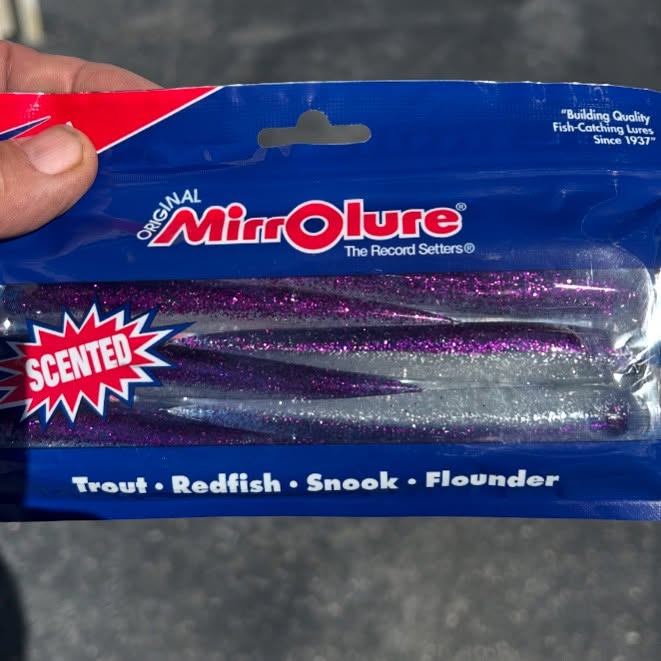 "Building Quality
Fish-Catching Lures
Since 1937"
ORIGINAL
MirrOlure®
The Record Setters®
SCENTED
Trout • Redfish • Snook • Flounder